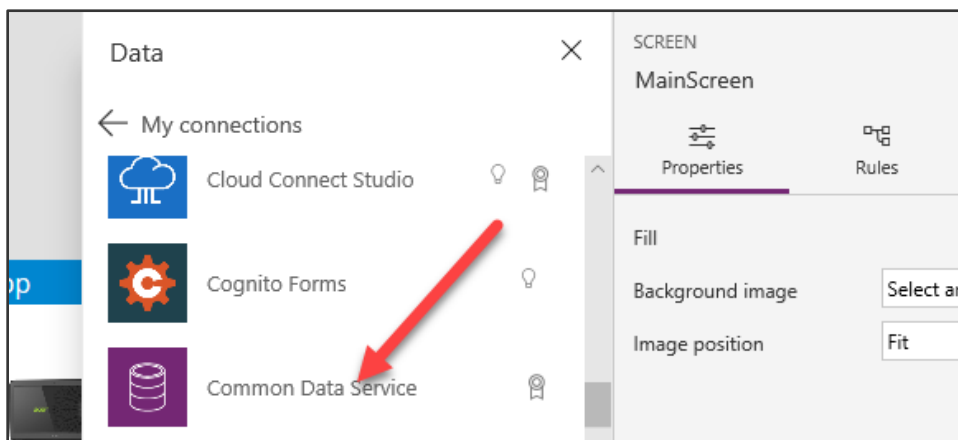 Data
My connections
Cloud Connect Studio
Cognito Forms
Common Data Service
SCREEN
MainScreen
Properties
Rules
Fill
Background image
Select
Image position
Fit